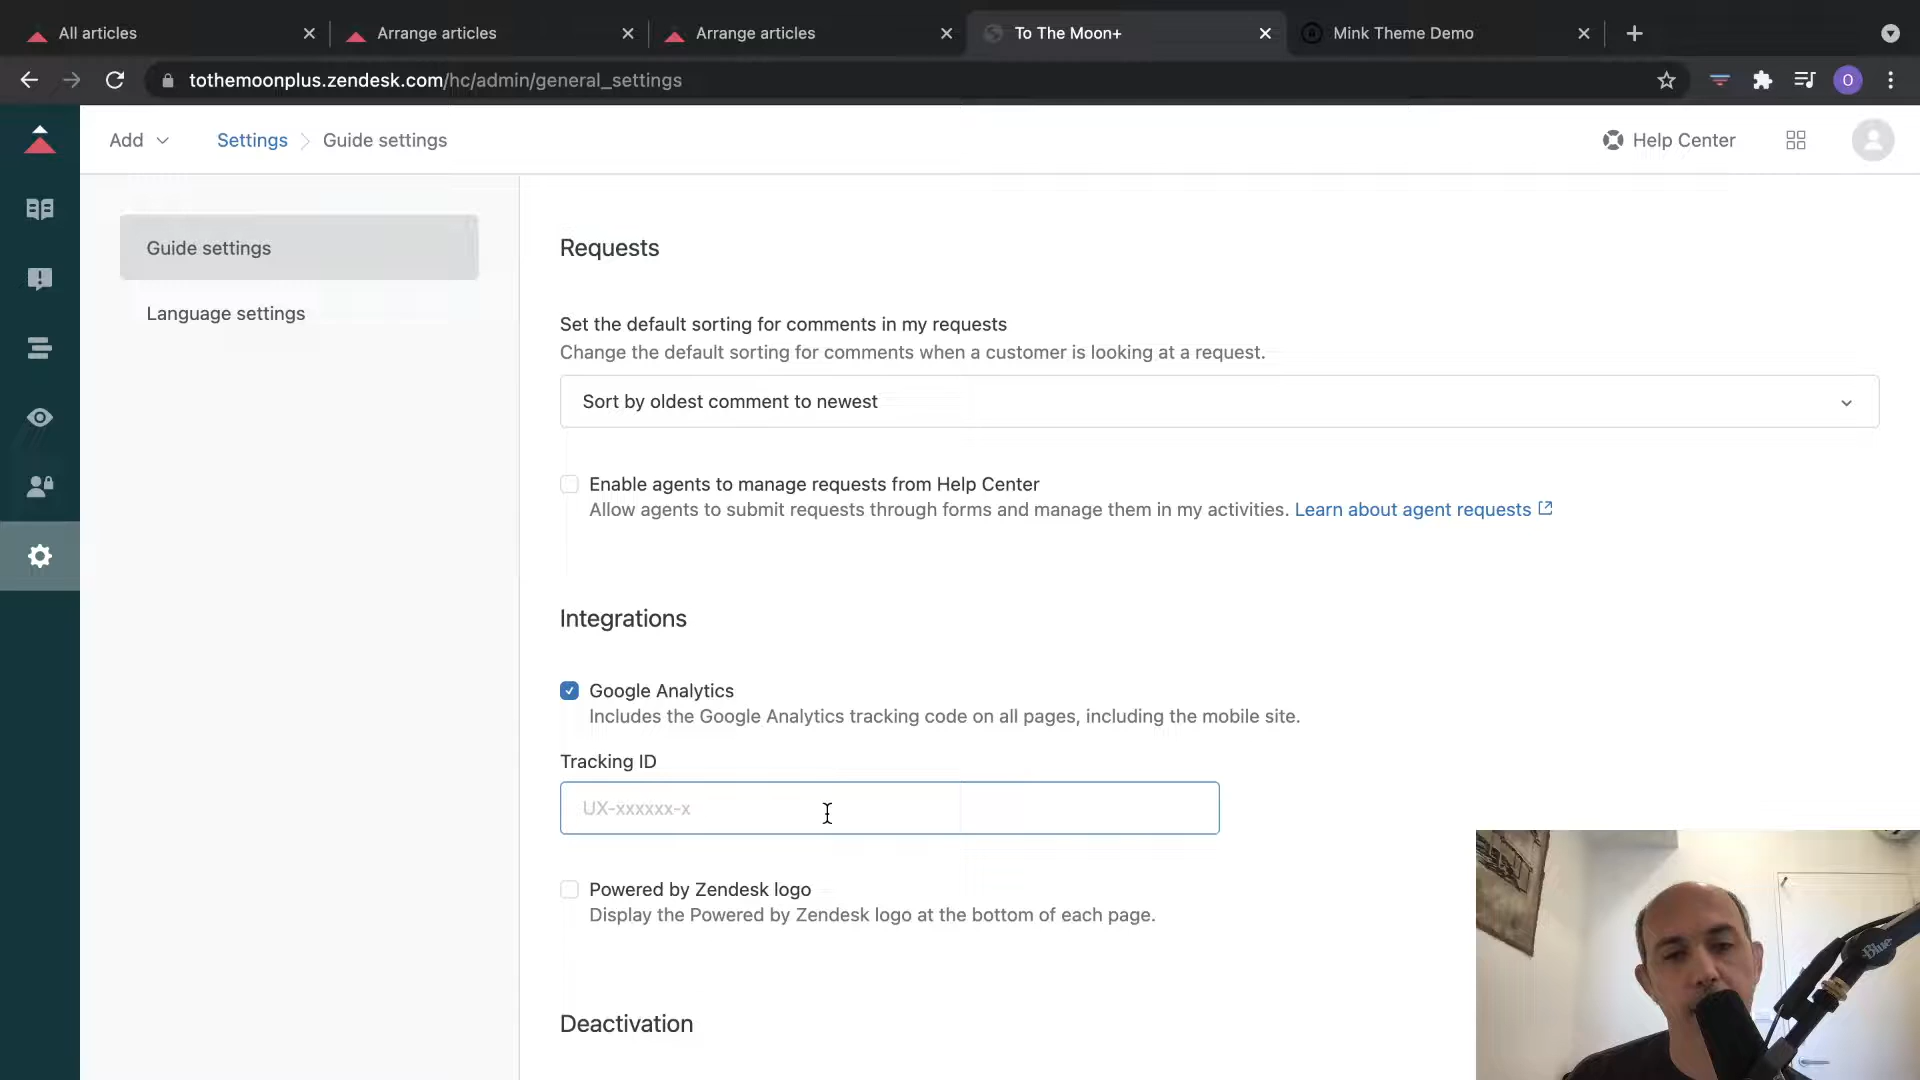 All articles
Arrange articles
Arrange articles
To The Moon+
Mink Theme Demo
tothemoonplus.zendesk.com/hc/admin/general_settings
O
Add
Settings
Guide settings
Help Center
Guide settings
Language settings
Requests
Set the default sorting for comments in my requests
Change the default sorting for comments when a customer is looking at a request.
Sort by oldest comment to newest
Enable agents to manage requests from Help Center
Allow agents to submit requests through forms and manage them in my activities. Learn about agent requests
Integrations
Google Analytics
Includes the Google Analytics tracking code on all pages, including the mobile site.
Tracking ID
UX-xxxxxx-x
Powered by Zendesk logo
Display the Powered by Zendesk logo at the bottom of each page.
Deactivation
Blue